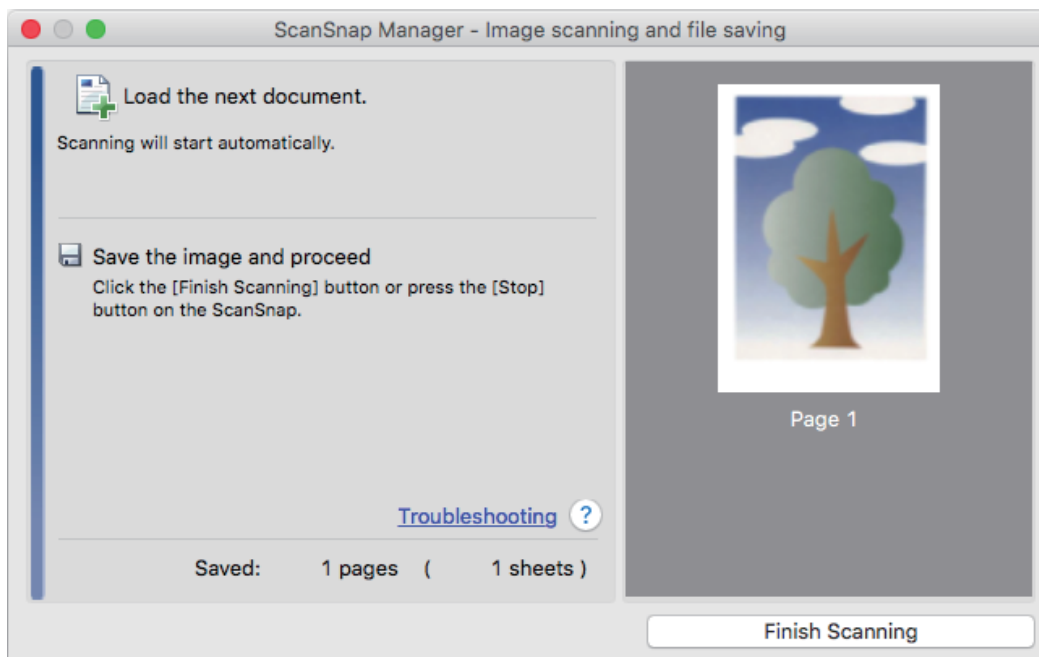 ScanSnap Manager - Image scanning and file saving
Load the next document.
Scanning will start automatically.
Save the image and proceed
Click the [Finish Scanning] button or press the [Stop]
button on the ScanSnap.
Page 1
Troubleshooting ?
Saved: 1 pages ( 1 sheets )
Finish Scanning